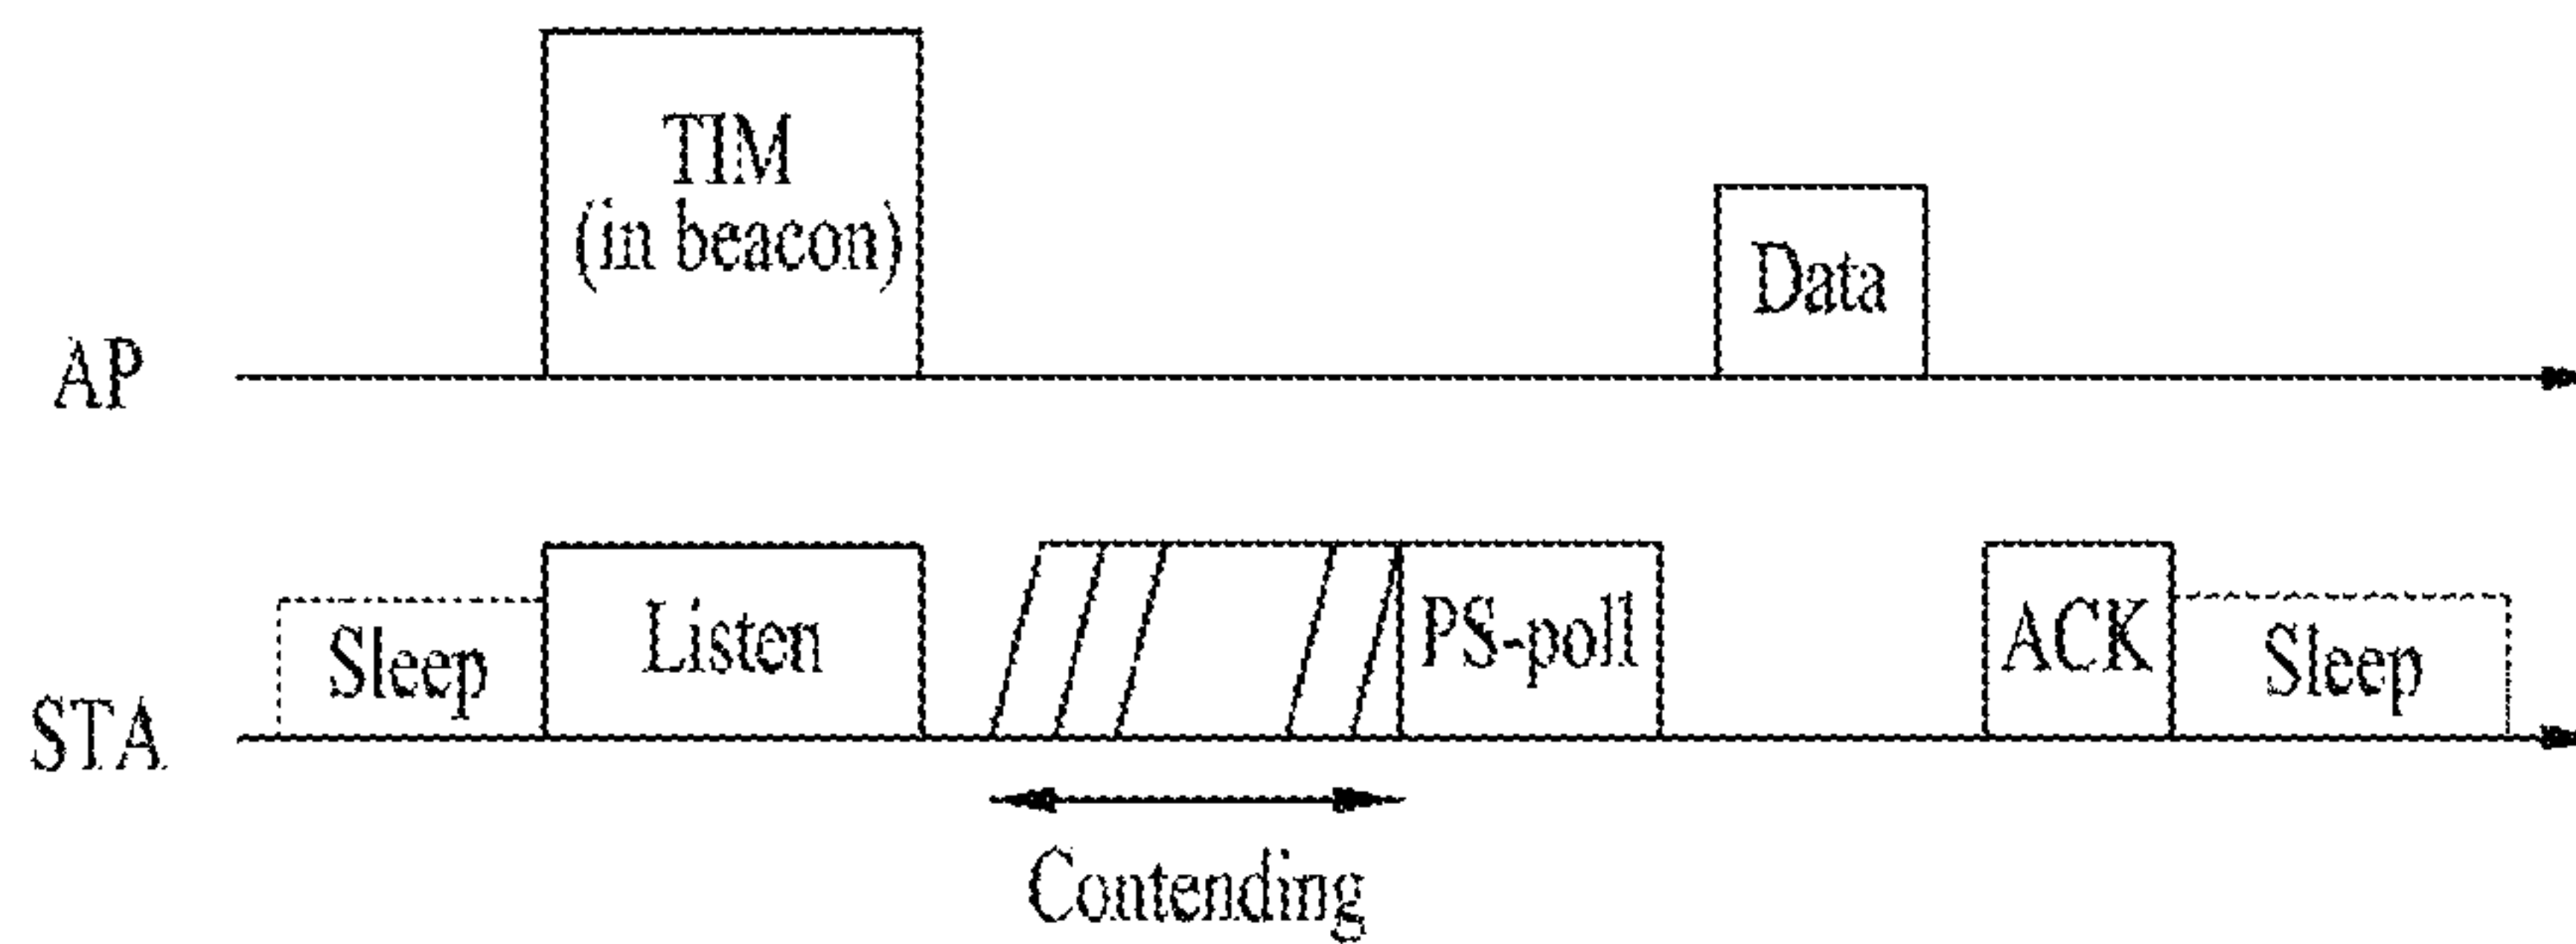 TIM
(in beacon)
Data
AP
Sleep
Listen
PS-poll
ACK
Sleep
STA
Contending